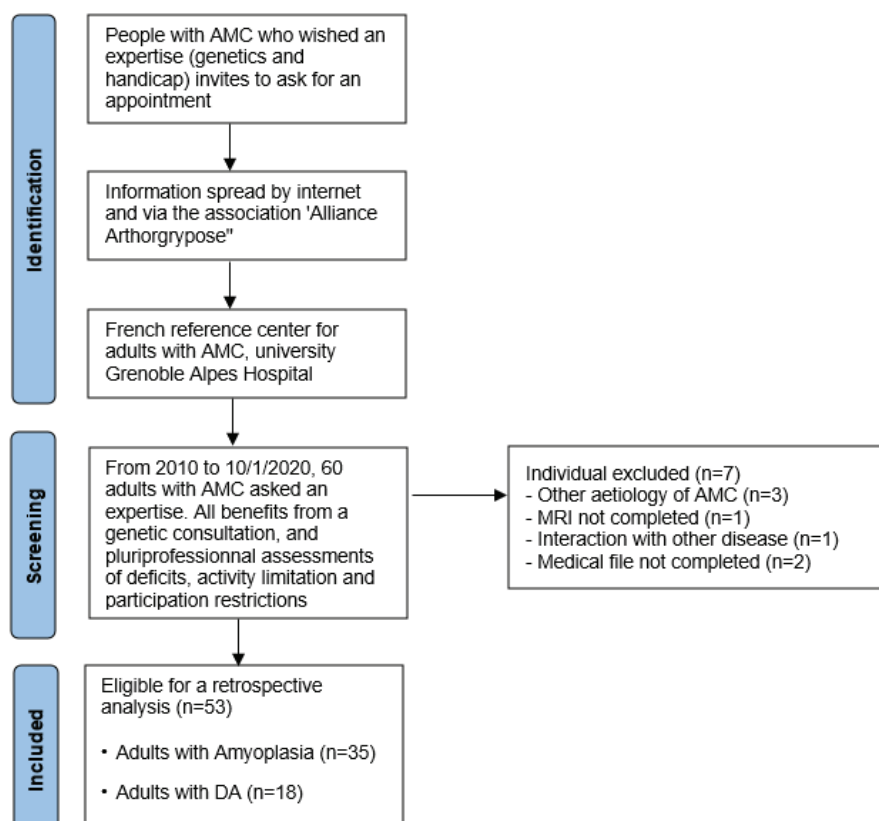 Identification
People with AMC who wished an
expertise (genetics and
handicap) invites to ask for an
appointment
Information spread by internet
and via the association 'Alliance
Arthorgrypose"
French reference center for
adults with AMC, university
Grenoble Alpes Hospital
Screening
From 2010 to 10/1/2020, 60
adults with AMC asked an
expertise. All benefits from a
genetic consultation, and
pluriprofessionnal assessments
of deficits, activity limitation and
participation restrictions
Individual excluded (n=7)
- Other aetiology of AMC (n=3)
- MRI not completed (n=1)
- Interaction with other disease (n=1)
- Medical file not completed (n=2)
Included
Eligible for a retrospective
analysis (n=53)
• Adults with Amyoplasia (n=35)
• Adults with DA (n=18)